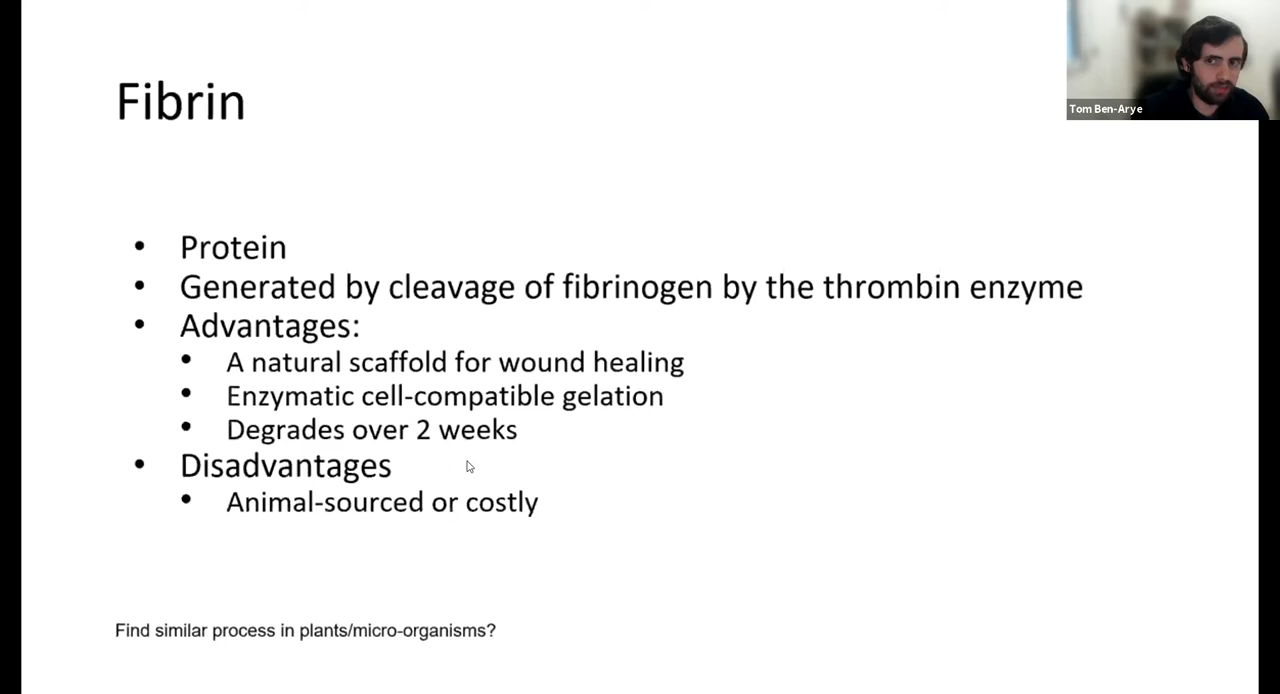 Fibrin
Tom Ben-Arye
• Protein
• Generated by cleavage of fibrinogen by the thrombin enzyme
• Advantages:
• A natural scaffold for wound healing
• Enzymatic cell-compatible gelation
• Degrades over 2 weeks
• Disadvantages
• Animal-sourced or costly
Find similar process in plants/micro-organisms?